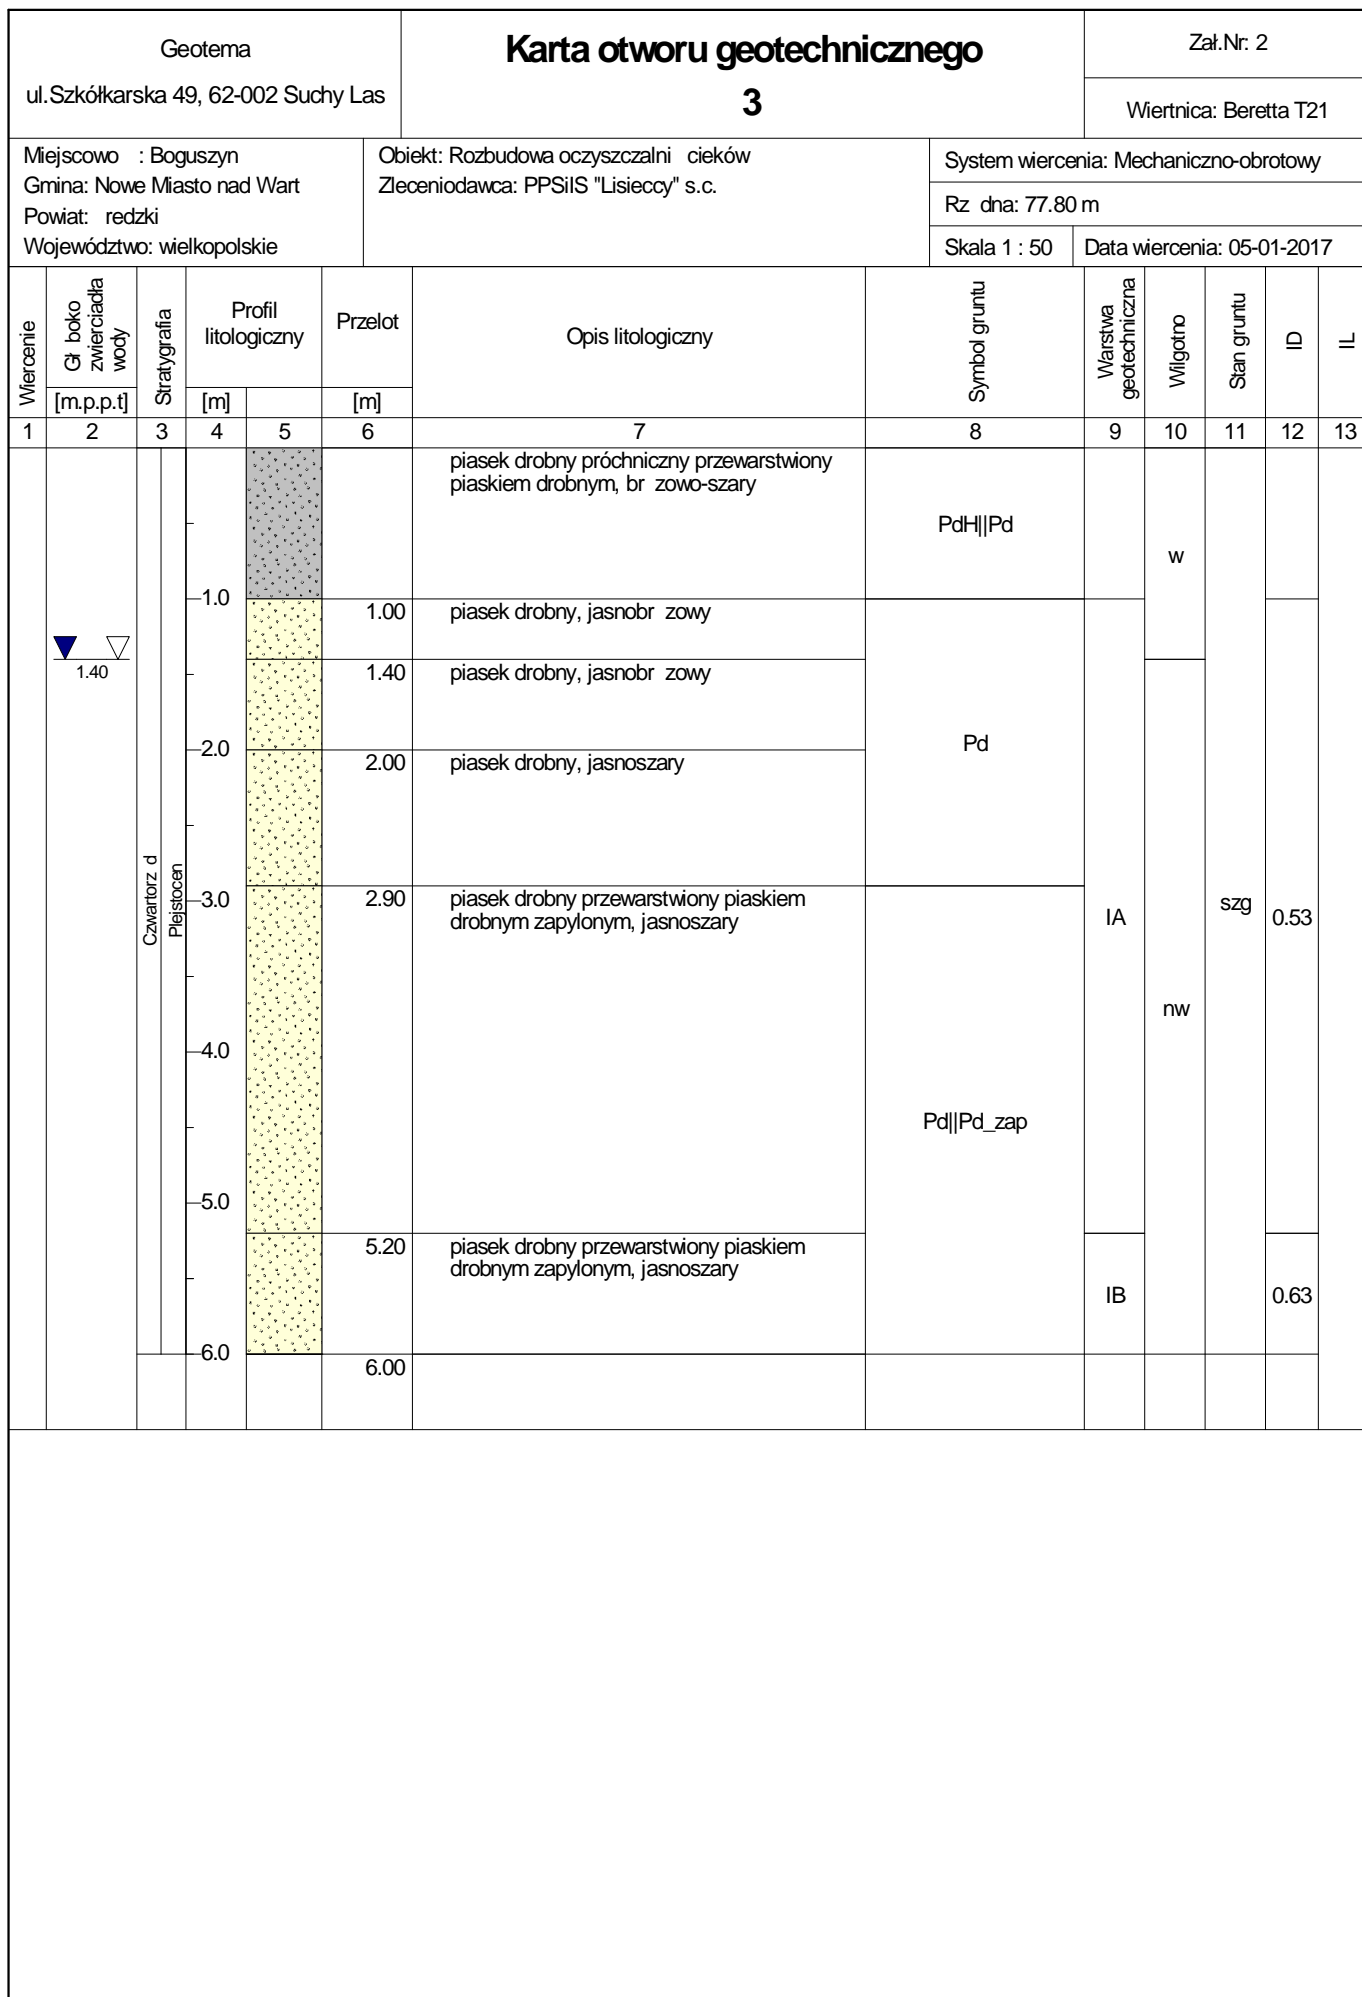 Geotema
ul.Szkółkarska 49, 62-002 Suchy Las
Karta otworu geotechnicznego
3
Zał.Nr: 2
Wiertnica: Beretta T21
Miejscowo : Boguszyn
Gmina: Nowe Miasto nad Wart
Powiat: redzki
Województwo: wielkopolskie
Obiekt: Rozbudowa oczyszczalni cieków
Zleceniodawca: PPSiIS "Lisieccy" s.c.
System wiercenia: Mechaniczno-obrotowy
Rz dna: 77.80 m
Skala 1 : 50
Data wiercenia: 05-01-2017
Wiercenie
Gł boko
zwierciadła
wody
[m.p.p.t]
Stratygrafia
Profil
litologiczny
[m]
Przelot
[m]
Opis litologiczny
Symbol gruntu
Warstwa
geotechniczna
Wilgotno
Stan gruntu
ID
IL
1 2 3 4 5 6 7 8 9 10 11 12 13
piasek drobny próchniczny przewarstwiony
piaskiem drobnym, br zowo-szary
PdH||Pd
w
1.0
1.00
piasek drobny, jasnobr zowy
1.40
1.40
piasek drobny, jasnobr zowy
Pd
2.0
2.00
piasek drobny, jasnoszary
Czwartorz d
Plejstocen
2.90
3.0
piasek drobny przewarstwiony piaskiem
drobnym zapylonym, jasnoszary
IA
szg
0.53
nw
4.0
Pd||Pd_zap
5.0
5.20
piasek drobny przewarstwiony piaskiem
drobnym zapylonym, jasnoszary
IB
0.63
6.0
6.00